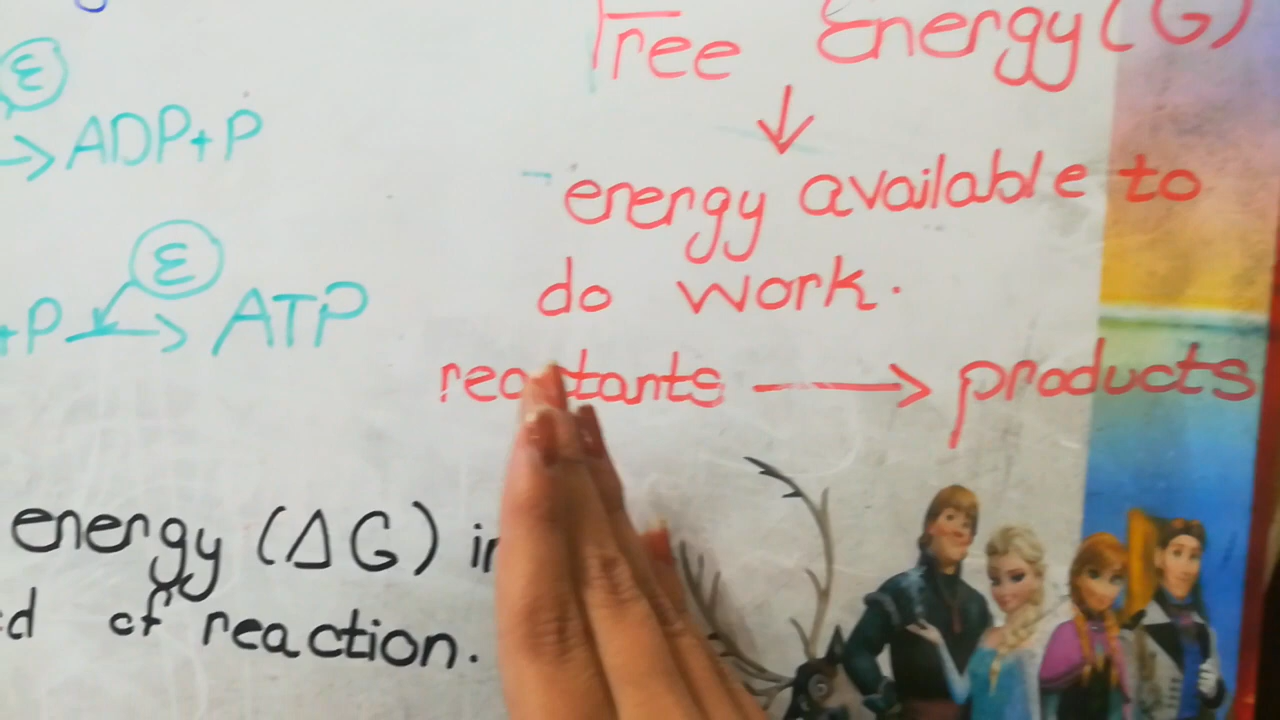 Free Energy (G)
ε
→ ADP+P
↓
energy available to
do work.
ε
+P → ATP
reactants → products
energy (ΔG) in
of reaction.